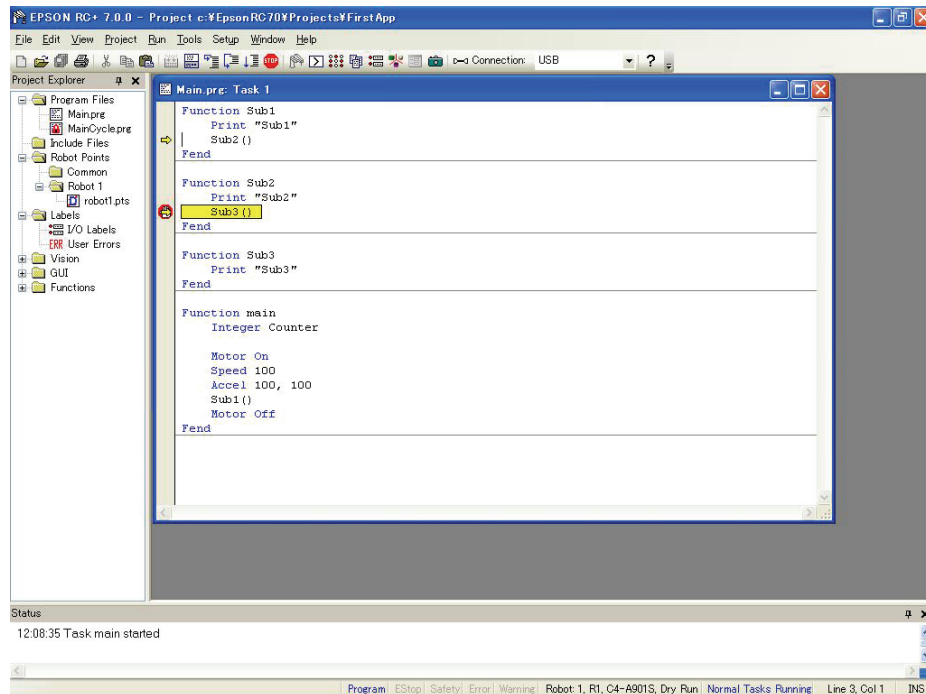 EPSON RC+ 7.0.0 - Project c:¥EpsonRC70¥Projects¥FirstApp
File Edit View Project Run Tools Setup Window Help
Connection: USB
?
Project Explorer
Program Files
Main.prg
MainCycle.prg
Include Files
Robot Points
Common
Robot 1
robot1.pts
Labels
I/O Labels
ERR User Errors
Vision
GUI
Functions
Main.prg: Task 1
Function Sub1
Print "Sub1"
Sub2()
Fend
Function Sub2
Print "Sub2"
Sub3()
Fend
Function Sub3
Print "Sub3"
Fend
Function main
Integer Counter
Motor On
Speed 100
Accel 100, 100
Sub1()
Motor Off
Fend
Status
12:08:35 Task main started
Program EStop Safety Error Warning Robot: 1, R1, C4-A901S, Dry Run Normal Tasks Running Line 3, Col 1 INS